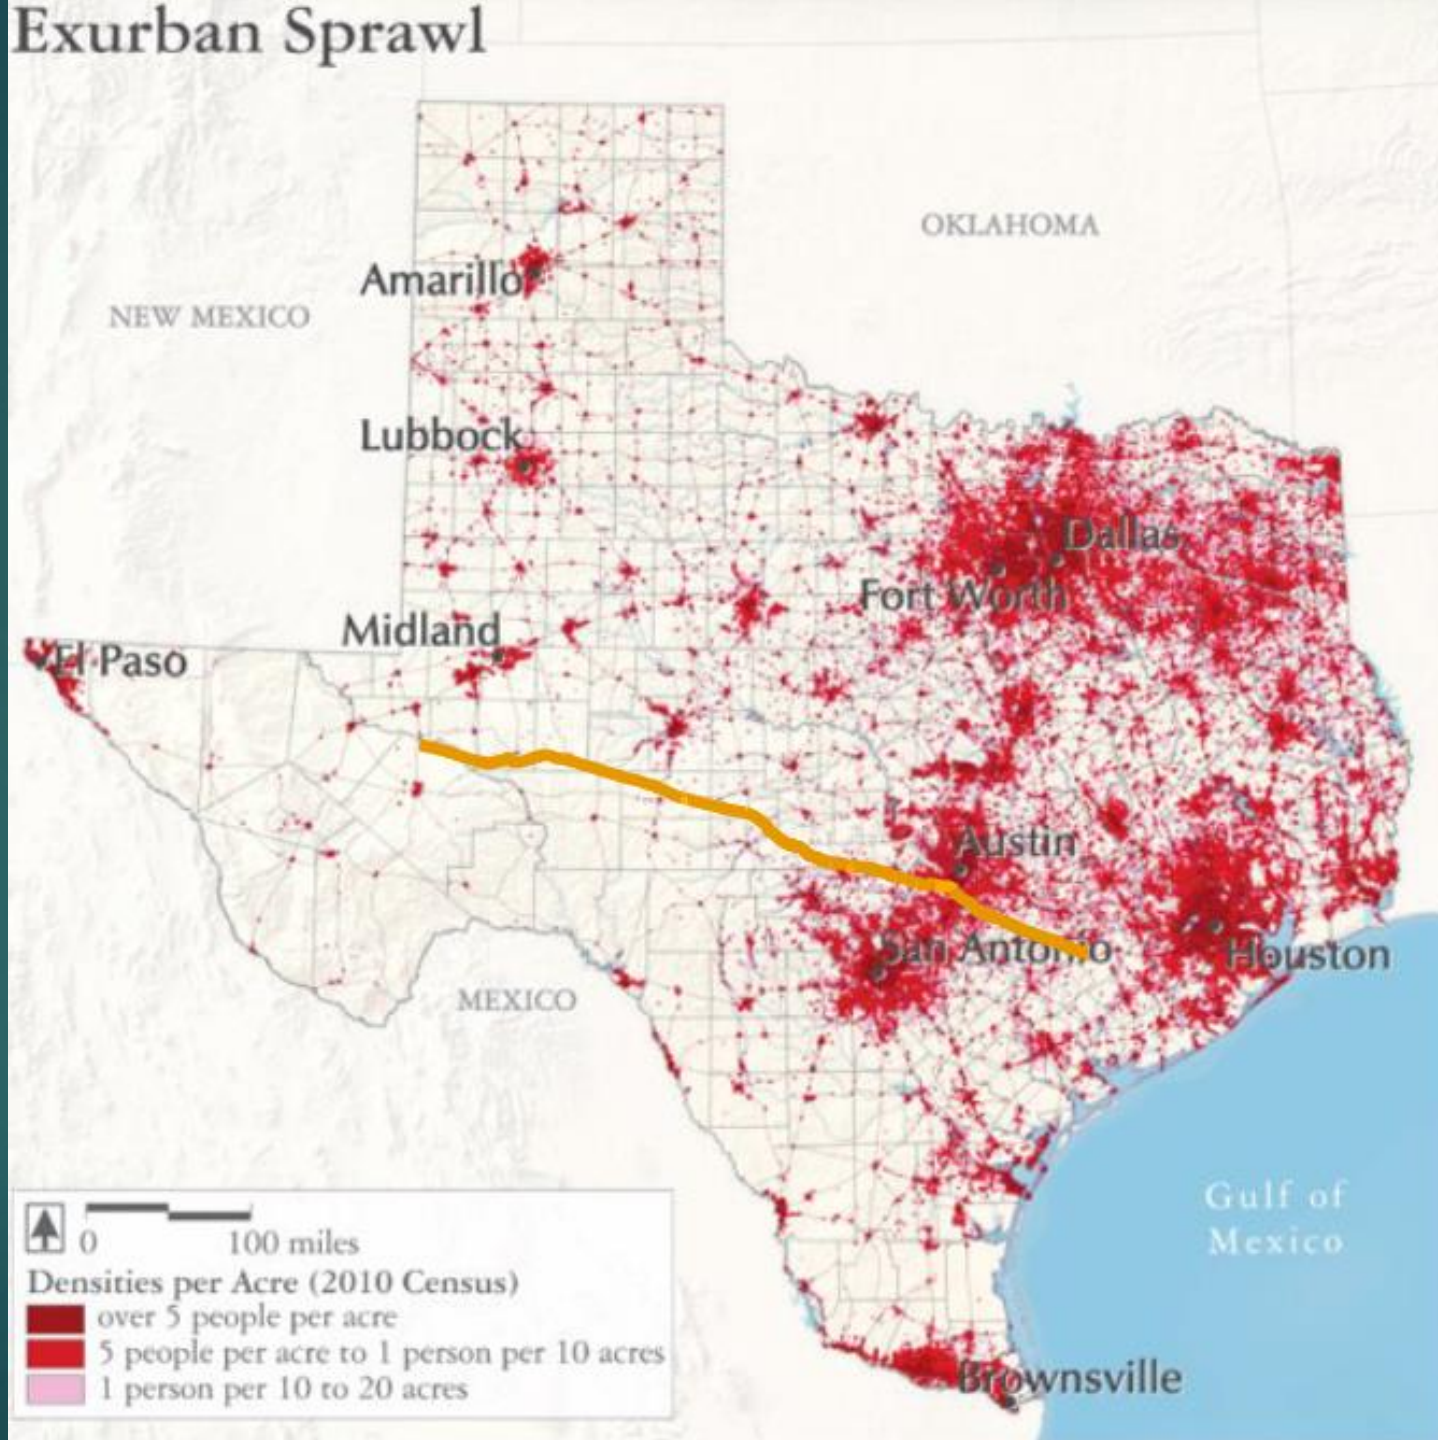 Exurban Sprawl
OKLAHOMA
Amarillo
NEW MEXICO
Lubbock
Dallas
Fort Worth
Midland
El Paso
Austin
San Antonio
Houston
MEXICO
Gulf of
Mexico
0 100 miles
Densities per Acre (2010 Census)
over 5 people per acre
5 people per acre to 1 person per 10 acres
1 person per 10 to 20 acres
Brownsville